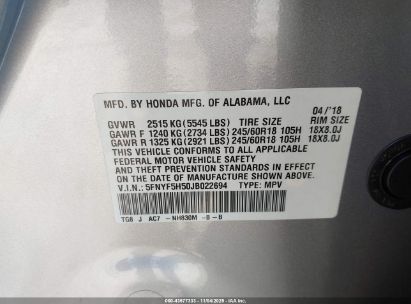 MFD. BY HONDA MFG. OF ALABAMA, LLC 04/'18
GVWR 2515 KG (5545 LBS) TIRE SIZE RIM SIZE
GAWR F 1240 KG (2734 LBS) 245/60R18 105H 18X8.0J
GAWR R 1325 KG (2921 LBS) 245/60R18 105H 18X8.0J
THIS VEHICLE CONFORMS TO ALL APPLICABLE
FEDERAL MOTOR VEHICLE SAFETY
AND THEFT PREVENTION STANDARDS IN EFFECT
ON THE DATE OF MANUFACTURE SHOWN ABOVE.
V.I.N.: 5FNYF5H50JB022694 TYPE: MPV
TG8 J AC7 -NH830M -B-B